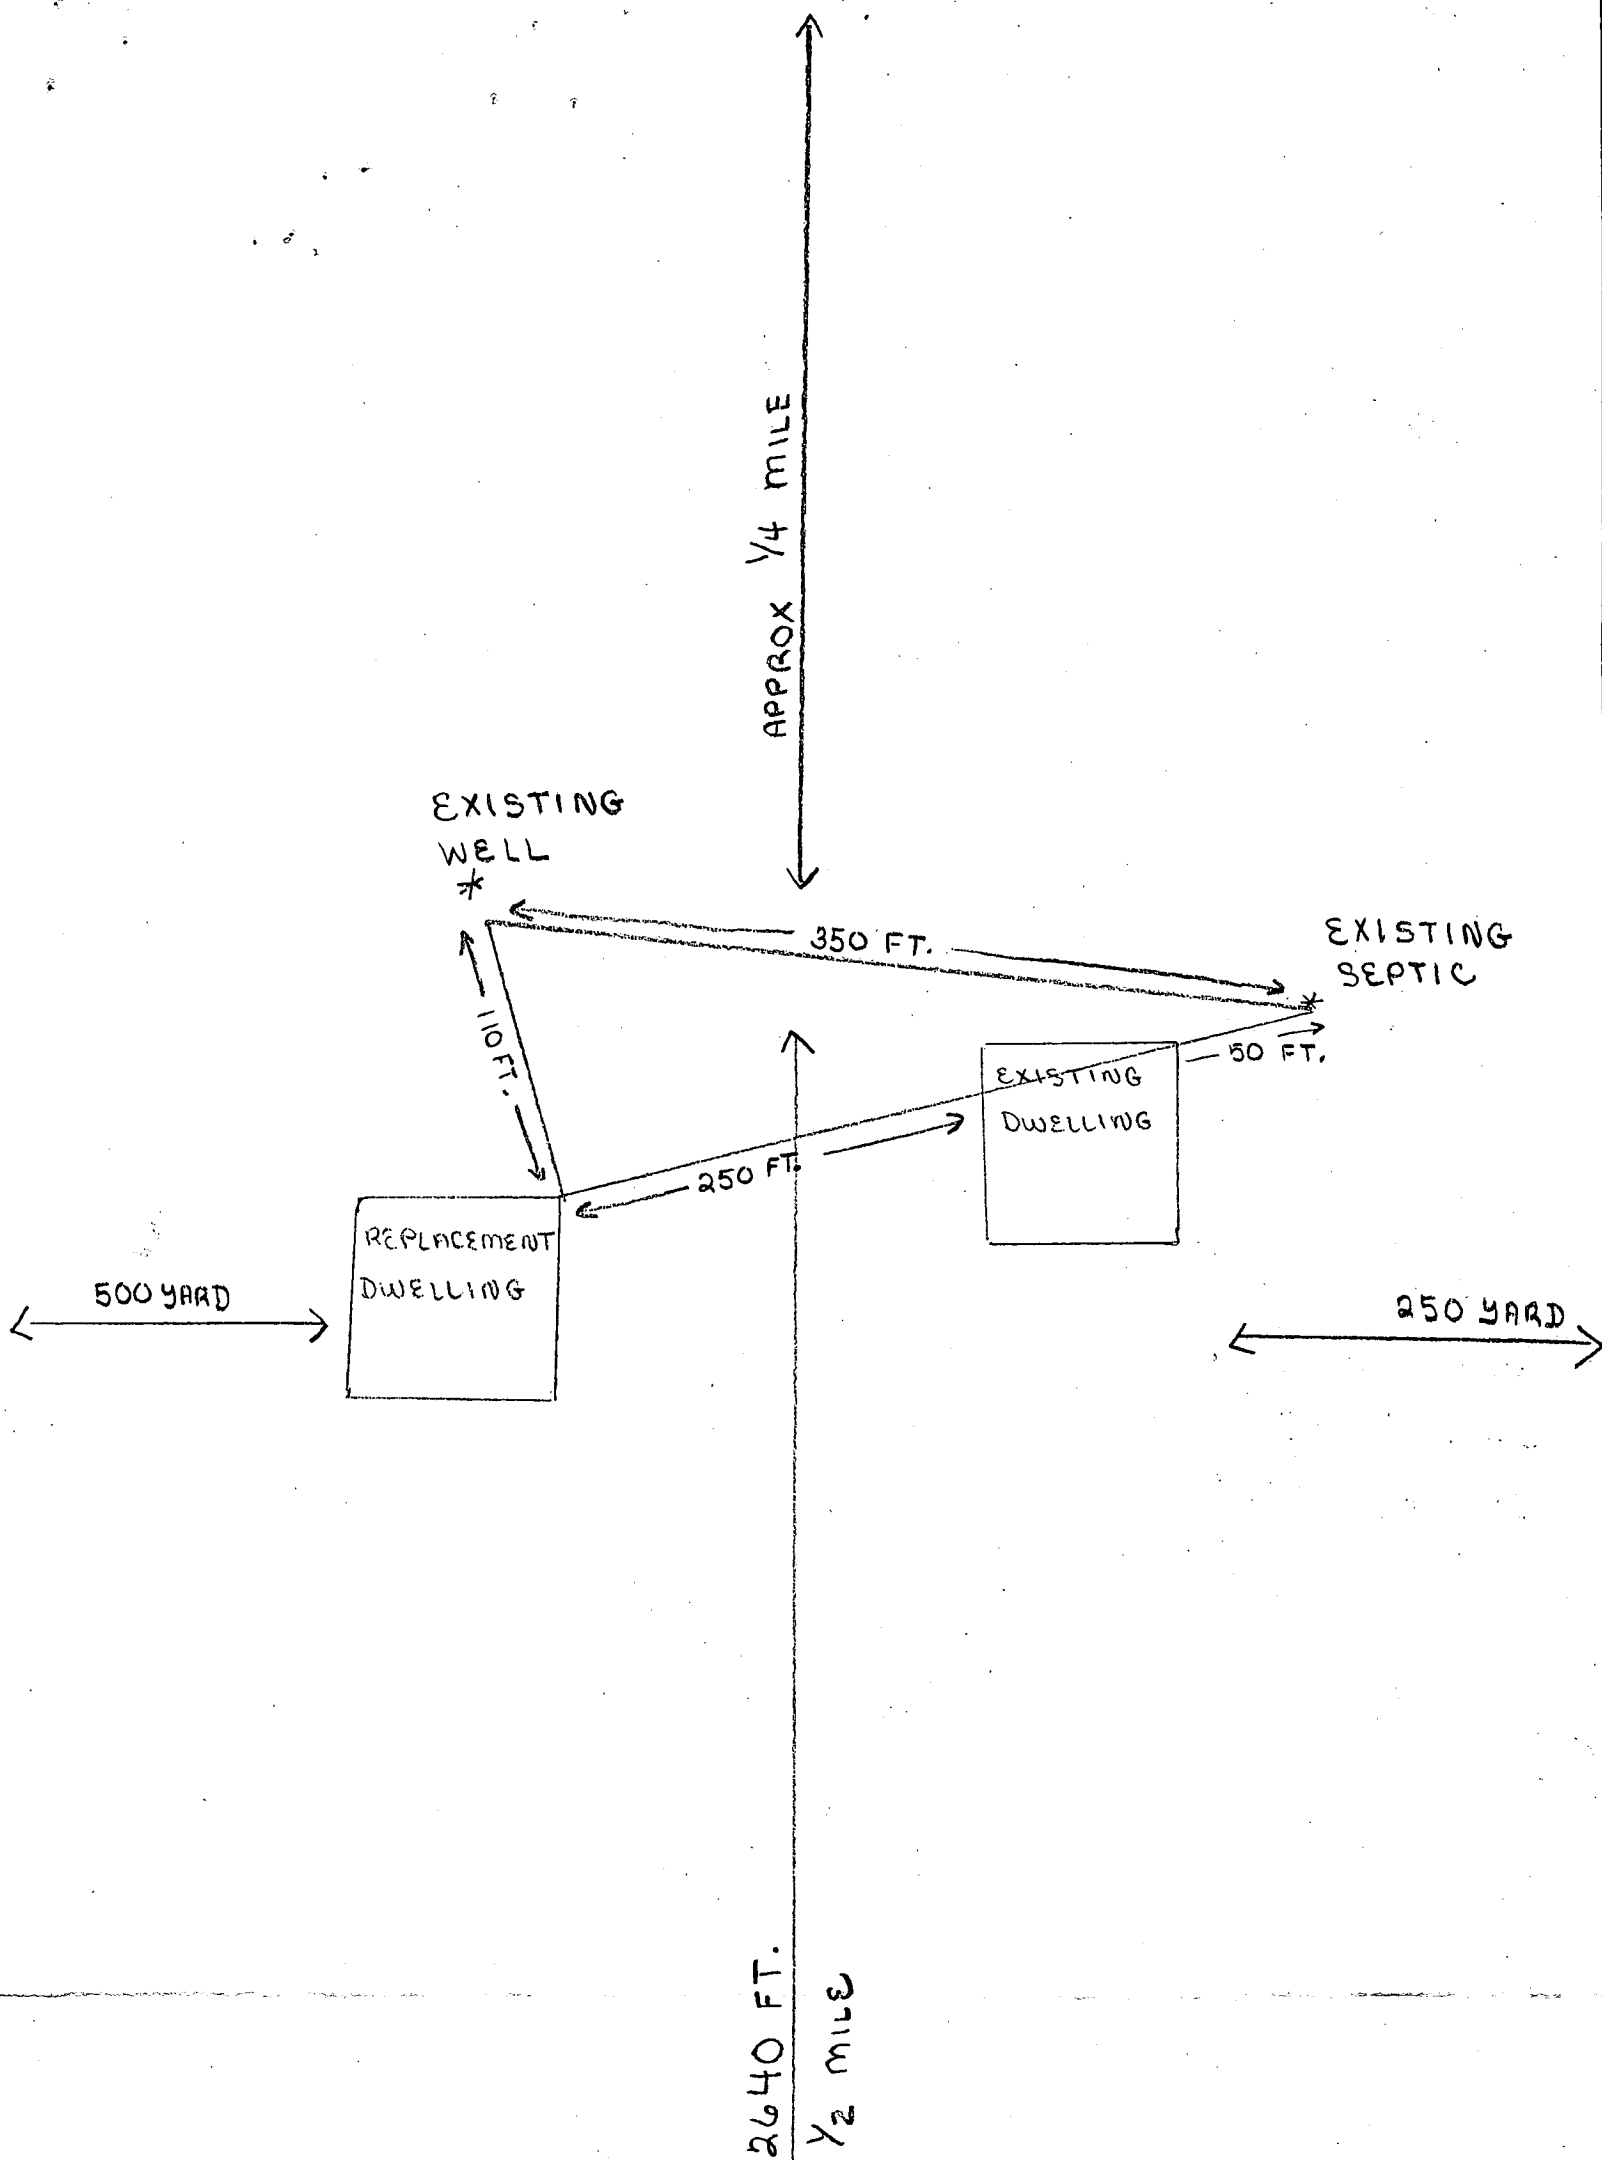 APPROX 1/4 MILE
EXISTING
WELL
*
350 FT.
EXISTING
SEPTIC
*
110 FT.
50 FT.
EXISTING
DWELLING
250 FT.
REPLACEMENT
DWELLING
500 YARD
250 YARD
2640 FT.
1/2 MILE